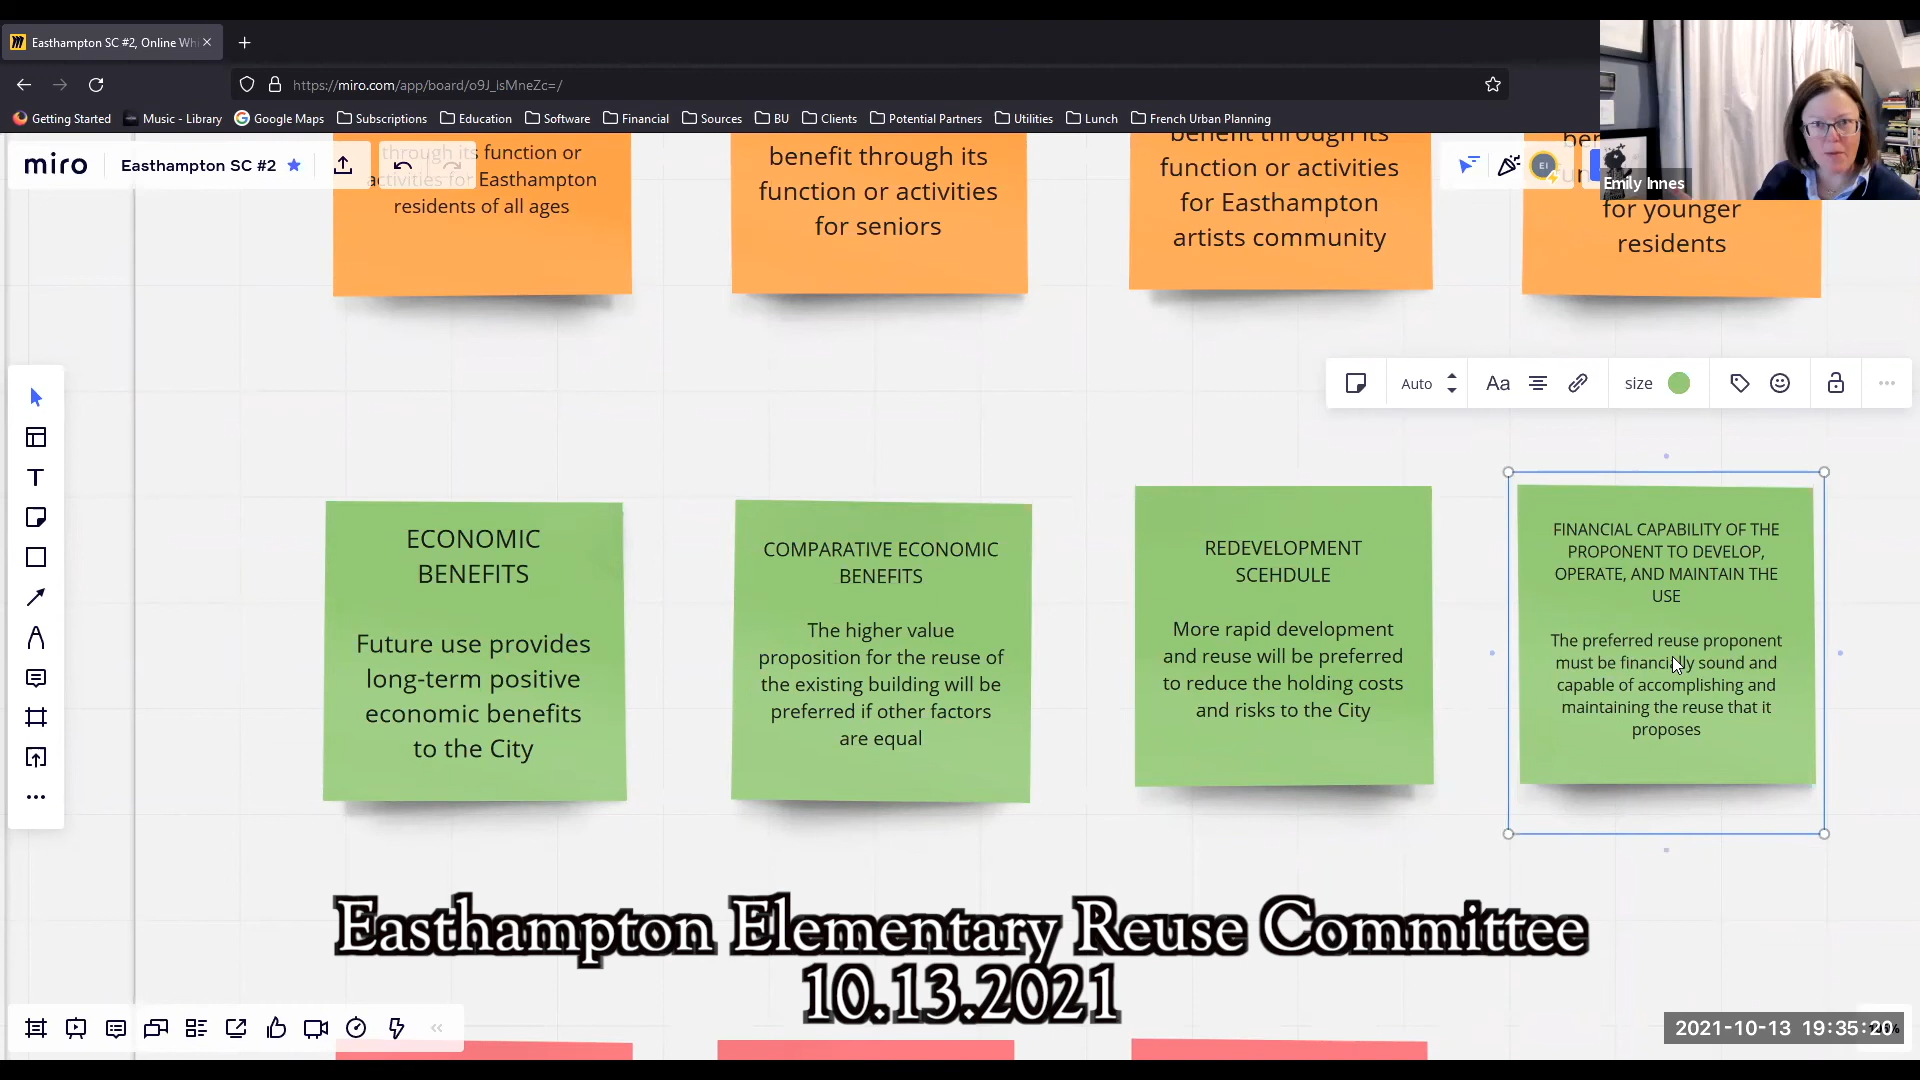 Easthampton SC #2, Online Wh
https://miro.com/app/board/o9J_lsMneZc=/
Getting Started
Music - Library
Google Maps
Subscriptions
Education
Software
Financial
Sources
BU
Clients
Potential Partners
Utilities
Lunch
French Urban Planning
miro
Easthampton SC #2
EI
Emily Innes
through its function or
activities for Easthampton
residents of all ages
benefit through its
function or activities
for seniors
benefit through its
function or activities
for Easthampton
artists community
for younger
residents
Auto
Aa
size
ECONOMIC
BENEFITS
Future use provides
long-term positive
economic benefits
to the City
COMPARATIVE ECONOMIC
BENEFITS
The higher value
proposition for the reuse of
the existing building will be
preferred if other factors
are equal
REDEVELOPMENT
SCEHDULE
More rapid development
and reuse will be preferred
to reduce the holding costs
and risks to the City
FINANCIAL CAPABILITY OF THE
PROPONENT TO DEVELOP,
OPERATE, AND MAINTAIN THE
USE
The preferred reuse proponent
must be financially sound and
capable of accomplishing and
maintaining the reuse that it
proposes
Easthampton Elementary Reuse Committee
10.13.2021
2021-10-13 19:35:20